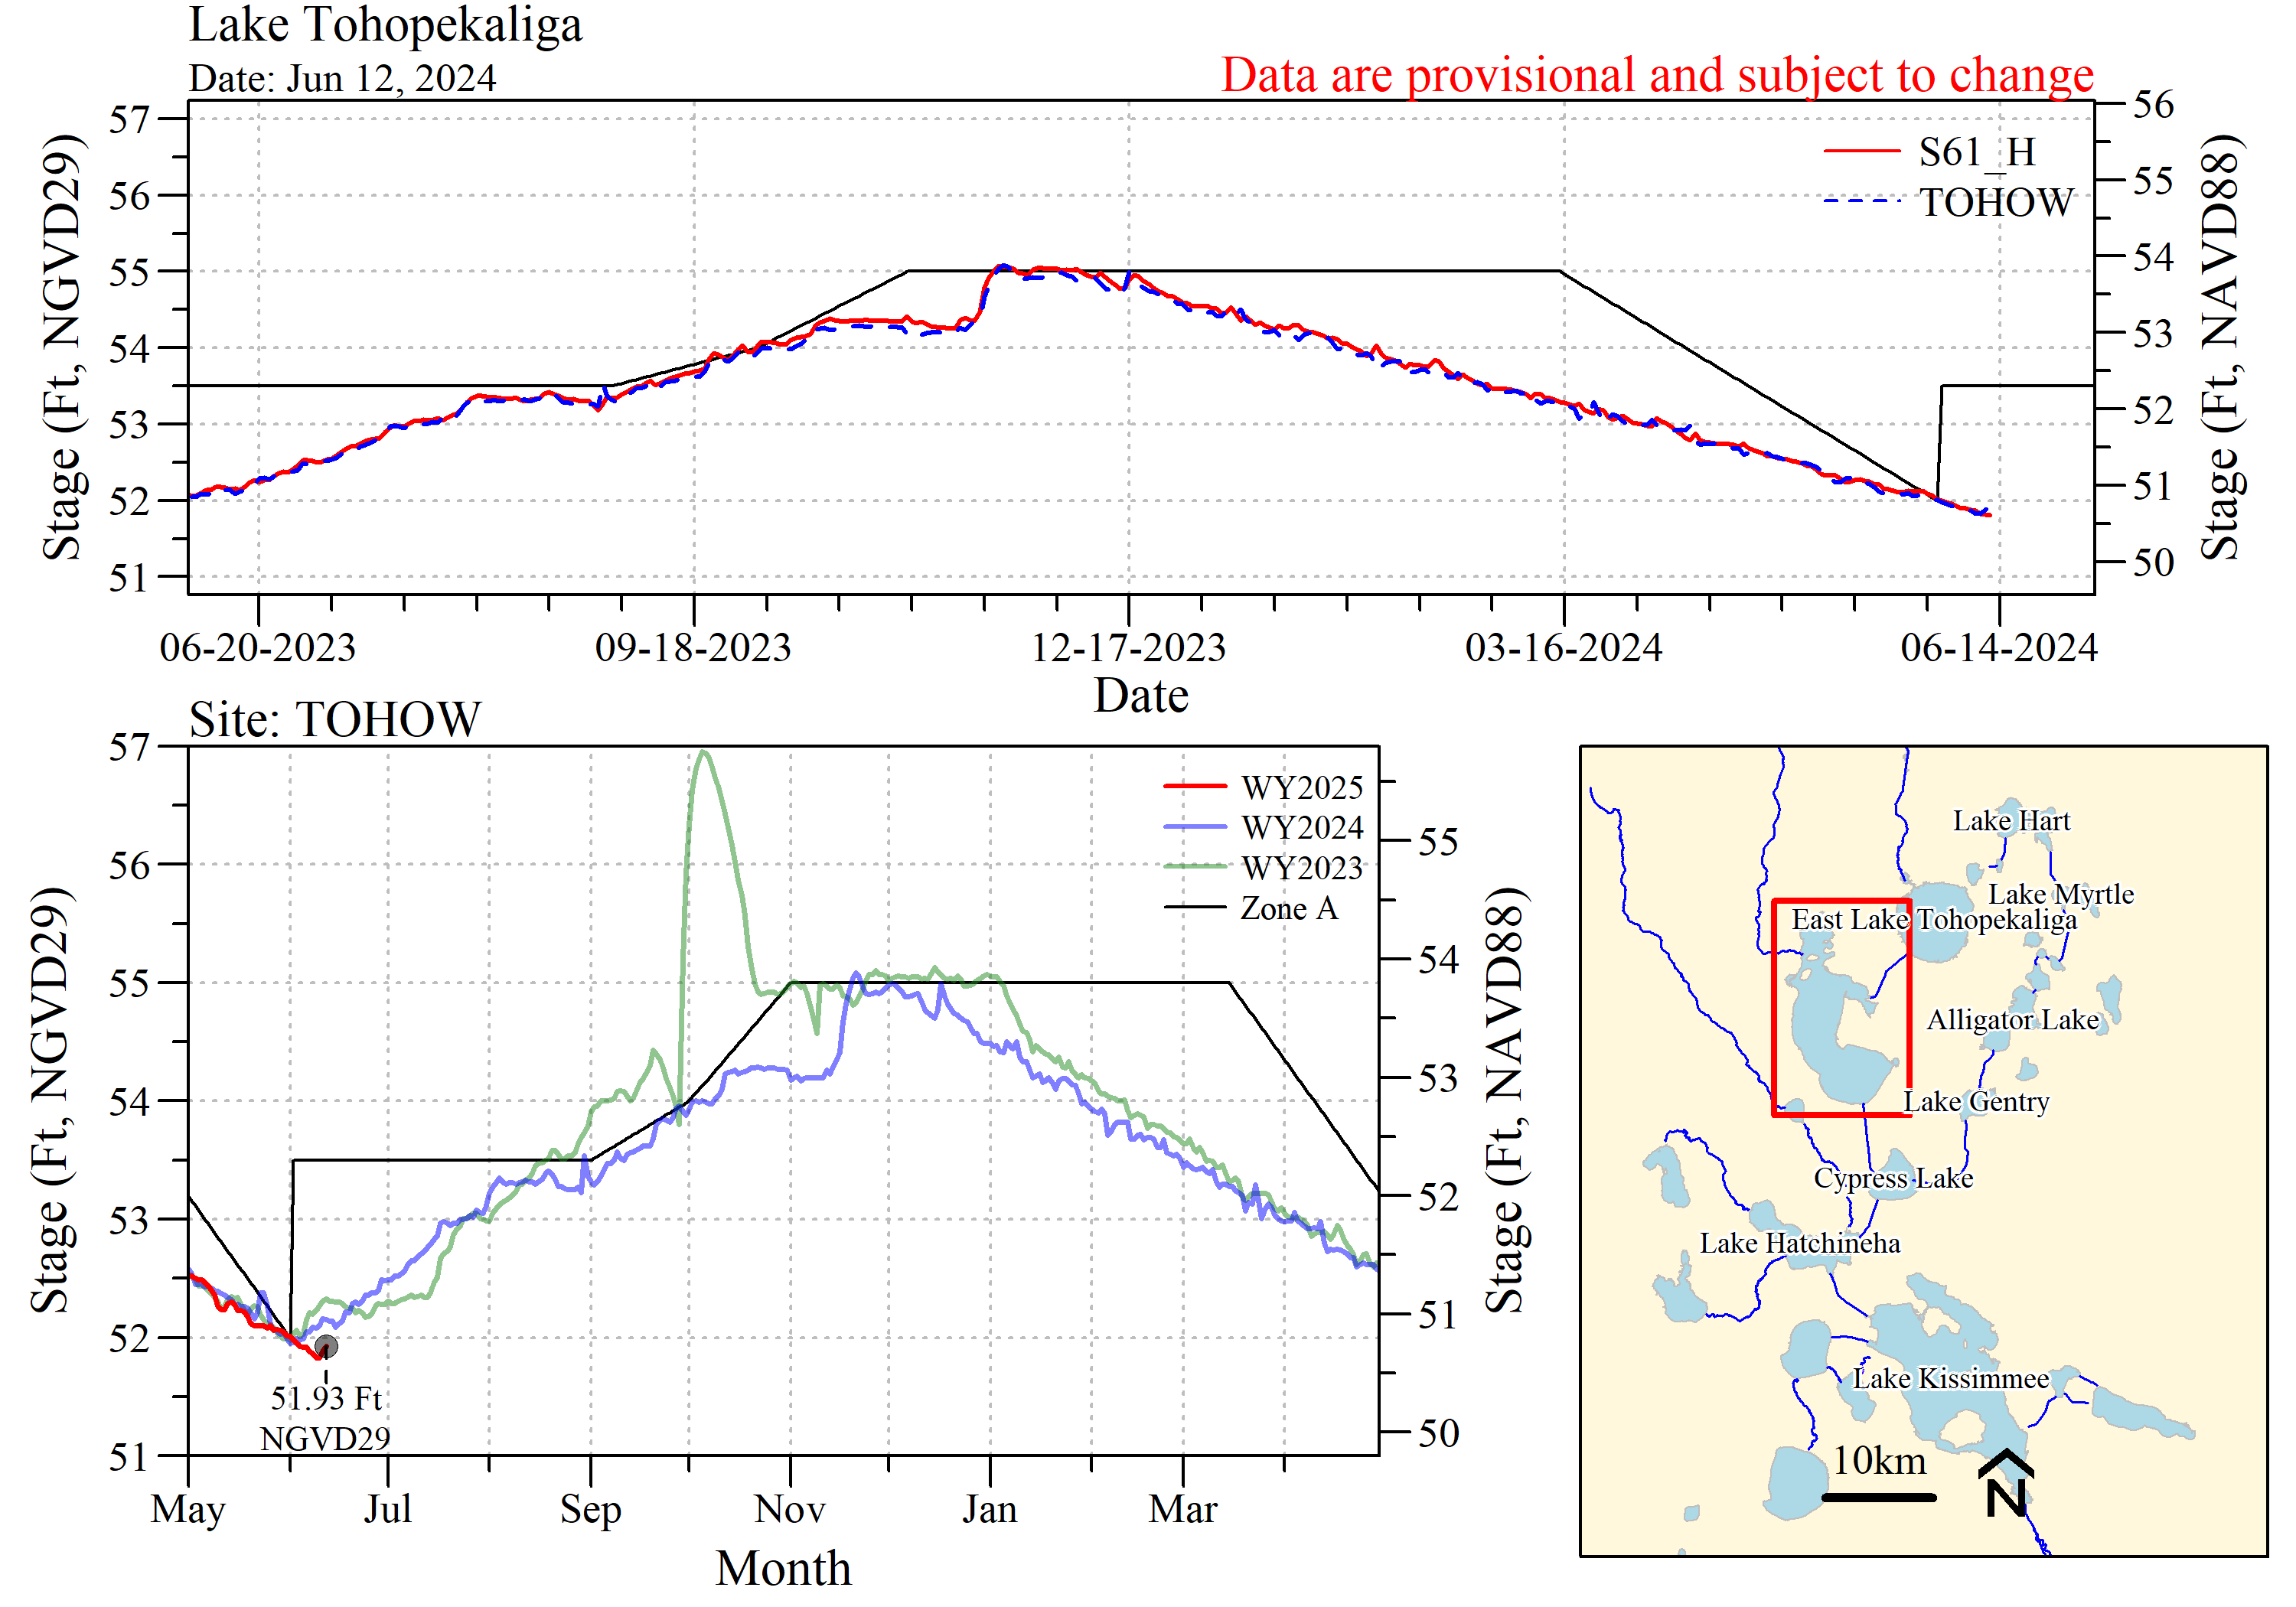 Lake Tohopekaliga
Date: Jun 12, 2024
Data are provisional and subject to change
Stage (Ft, NGVD29)
57
56
55
54
53
52
51
S61_H
TOHOW
56
55
54
53
52
51
50
Stage (Ft, NAVD88)
06-20-2023
09-18-2023
12-17-2023
03-16-2024
06-14-2024
Date
Site: TOHOW
Stage (Ft, NGVD29)
57
56
55
54
53
52
51
WY2025
WY2024
WY2023
Zone A
51.93 Ft
NGVD29
55
54
53
52
51
50
Stage (Ft, NAVD88)
May
Jul
Sep
Nov
Jan
Mar
Month
Lake Hart
Lake Myrtle
East Lake Tohopekaliga
Alligator Lake
Lake Gentry
Cypress Lake
Lake Hatchineha
Lake Kissimmee
10km
N